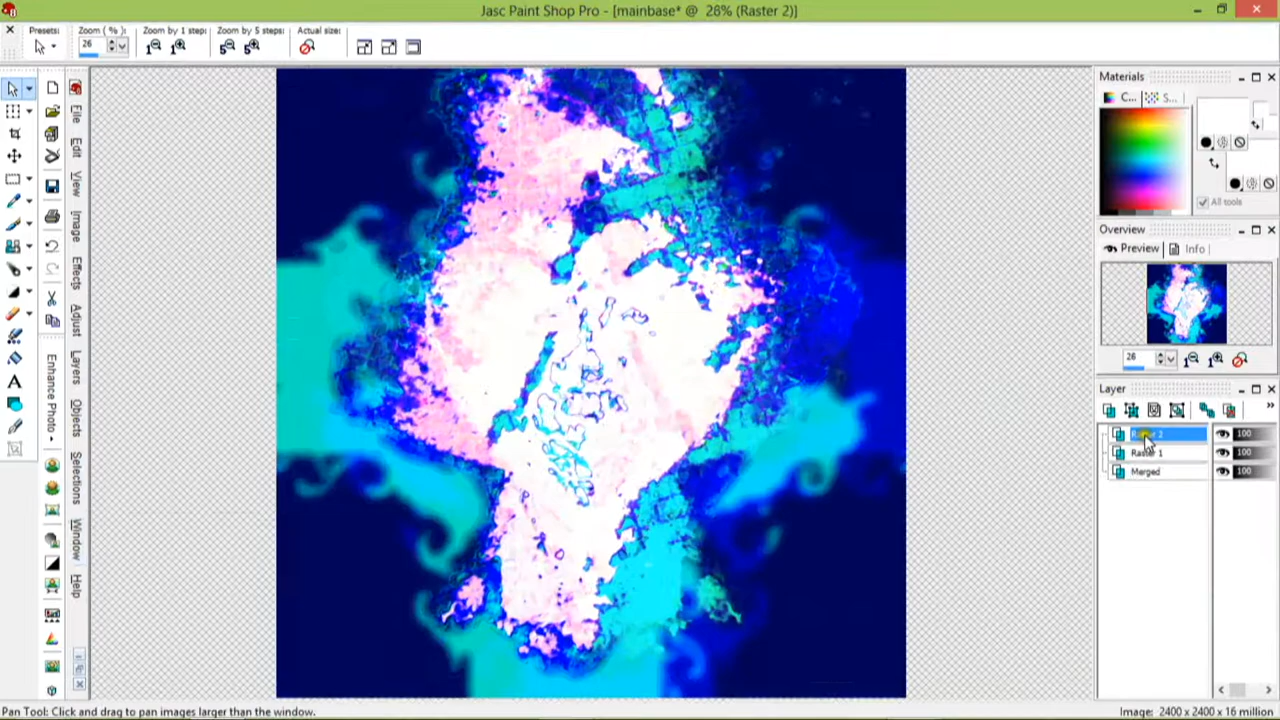 Jasc Paint Shop Pro - [mainbase* @ 28% (Raster 2)]
Presets:
Zoom ( % ):
Zoom by 1 step:
Zoom by 5 steps:
Actual size:
26
File
Edit
View
Image
Effects
Adjust
Layers
Objects
Selections
Window
Help
Enhance Photo
Materials
C...
S...
All tools
Overview
Preview
Info
28
Layer
100
Raster 1
100
Merged
100
Pan Tool: Click and drag to pan images larger than the window.
Image: 2400 x 2400 x 16 million